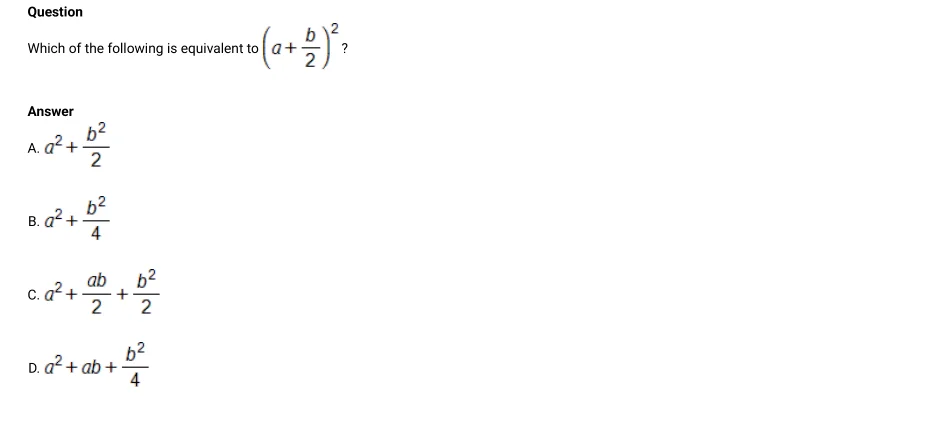 Question
Which of the following is equivalent to (a + b/2)² ?
Answer
A. a² + b²/2
B. a² + b²/4
C. a² + ab/2 + b²/2
D. a² + ab + b²/4